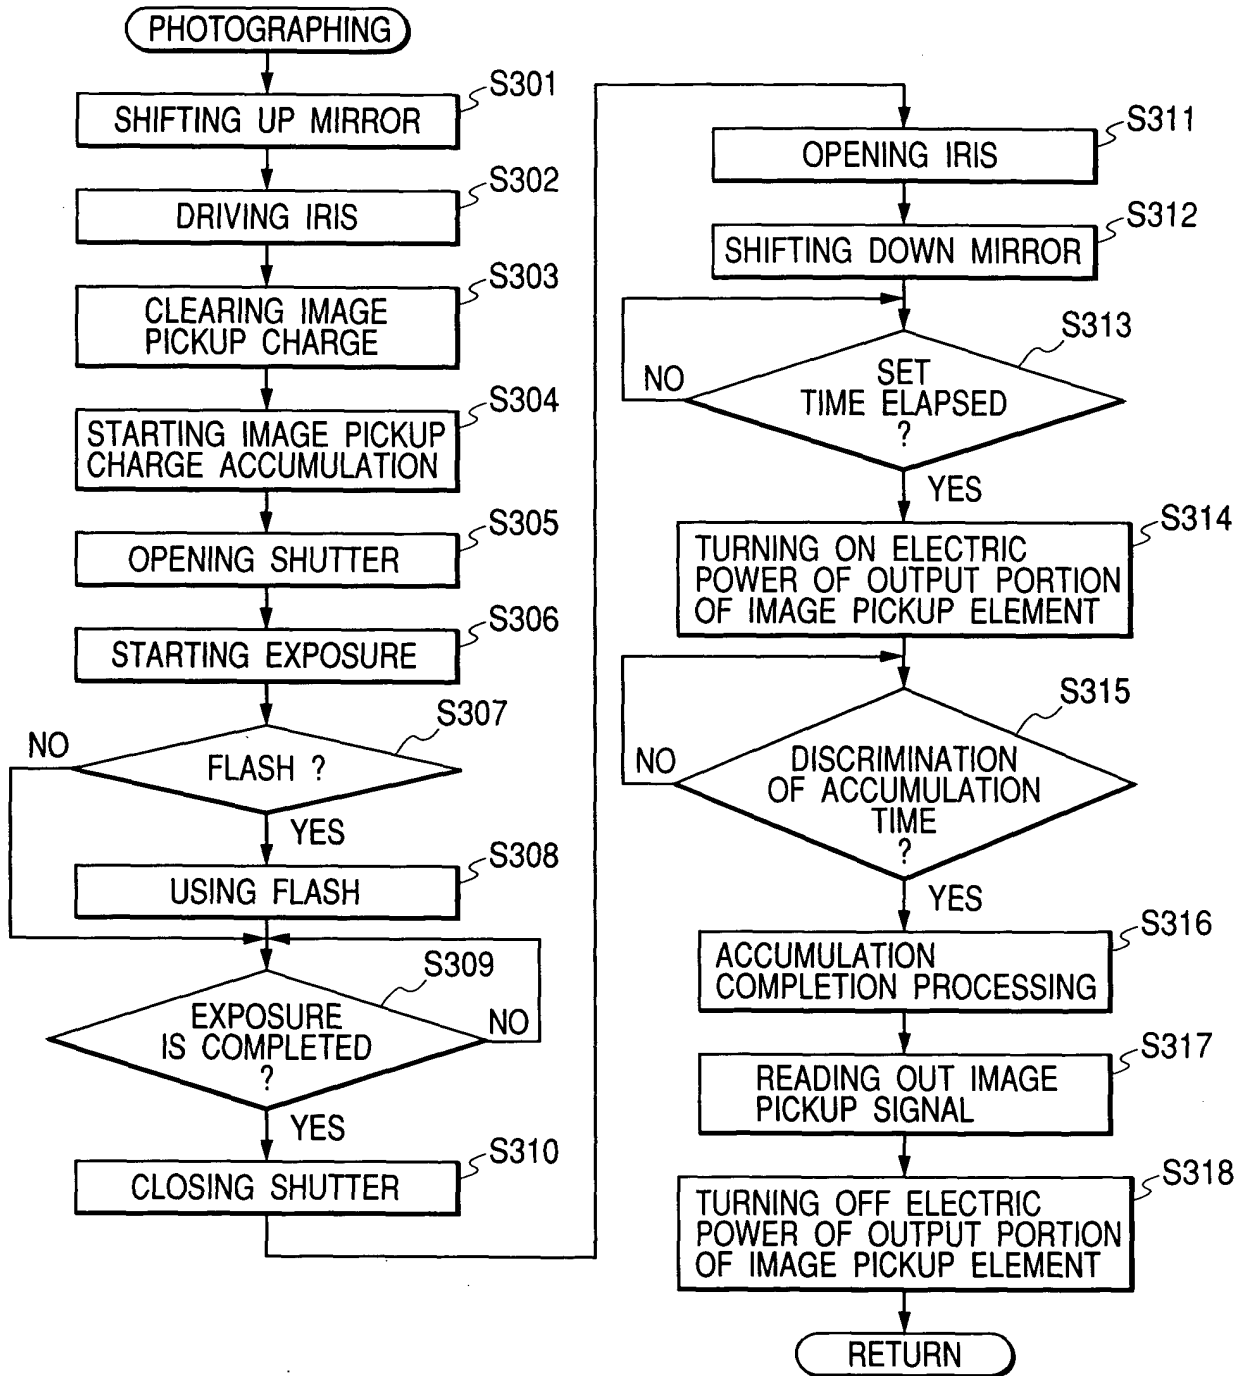 PHOTOGRAPHING
S301
SHIFTING UP MIRROR
S302
DRIVING IRIS
S303
CLEARING IMAGE
PICKUP CHARGE
S304
STARTING IMAGE PICKUP
CHARGE ACCUMULATION
S305
OPENING SHUTTER
S306
STARTING EXPOSURE
S307
NO
FLASH ?
YES
S308
USING FLASH
S309
EXPOSURE
IS COMPLETED
?
NO
YES
S310
CLOSING SHUTTER
S311
OPENING IRIS
S312
SHIFTING DOWN MIRROR
S313
NO
SET
TIME ELAPSED
?
YES
S314
TURNING ON ELECTRIC
POWER OF OUTPUT PORTION
OF IMAGE PICKUP ELEMENT
S315
NO
DISCRIMINATION
OF ACCUMULATION
TIME
?
YES
S316
ACCUMULATION
COMPLETION PROCESSING
S317
READING OUT IMAGE
PICKUP SIGNAL
S318
TURNING OFF ELECTRIC
POWER OF OUTPUT PORTION
OF IMAGE PICKUP ELEMENT
RETURN